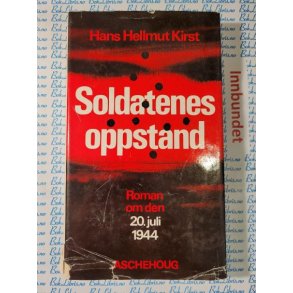 Hans Hellmut Kirst
Soldatenes
oppstand
Roman
om den
20. juli
1944
ASCHEHOUG
Innbundet